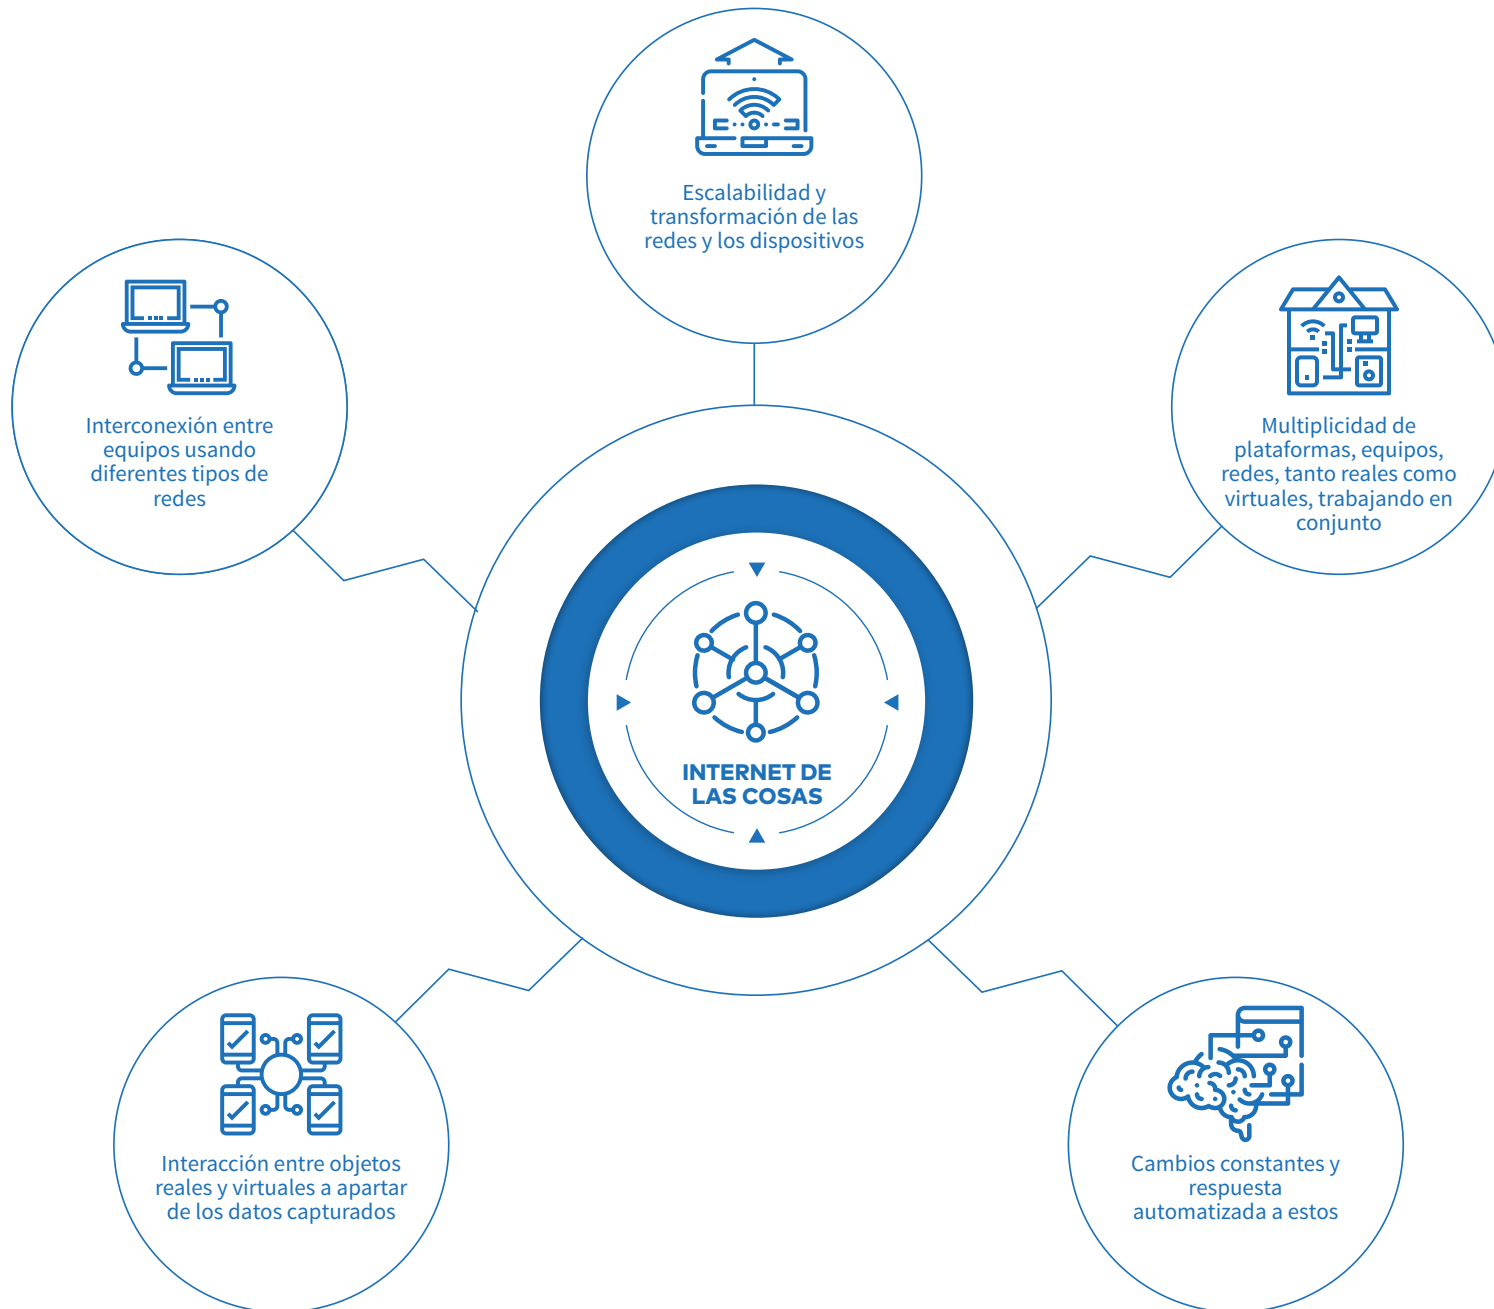 Escalabilidad y
transformación de las
redes y los dispositivos
Interconexión entre
equipos usando
diferentes tipos de
redes
Multiplicidad de
plataformas, equipos,
redes, tanto reales como
virtuales, trabajando en
conjunto
INTERNET DE
LAS COSAS
Interacción entre objetos
reales y virtuales a apartar
de los datos capturados
Cambios constantes y
respuesta
automatizada a estos